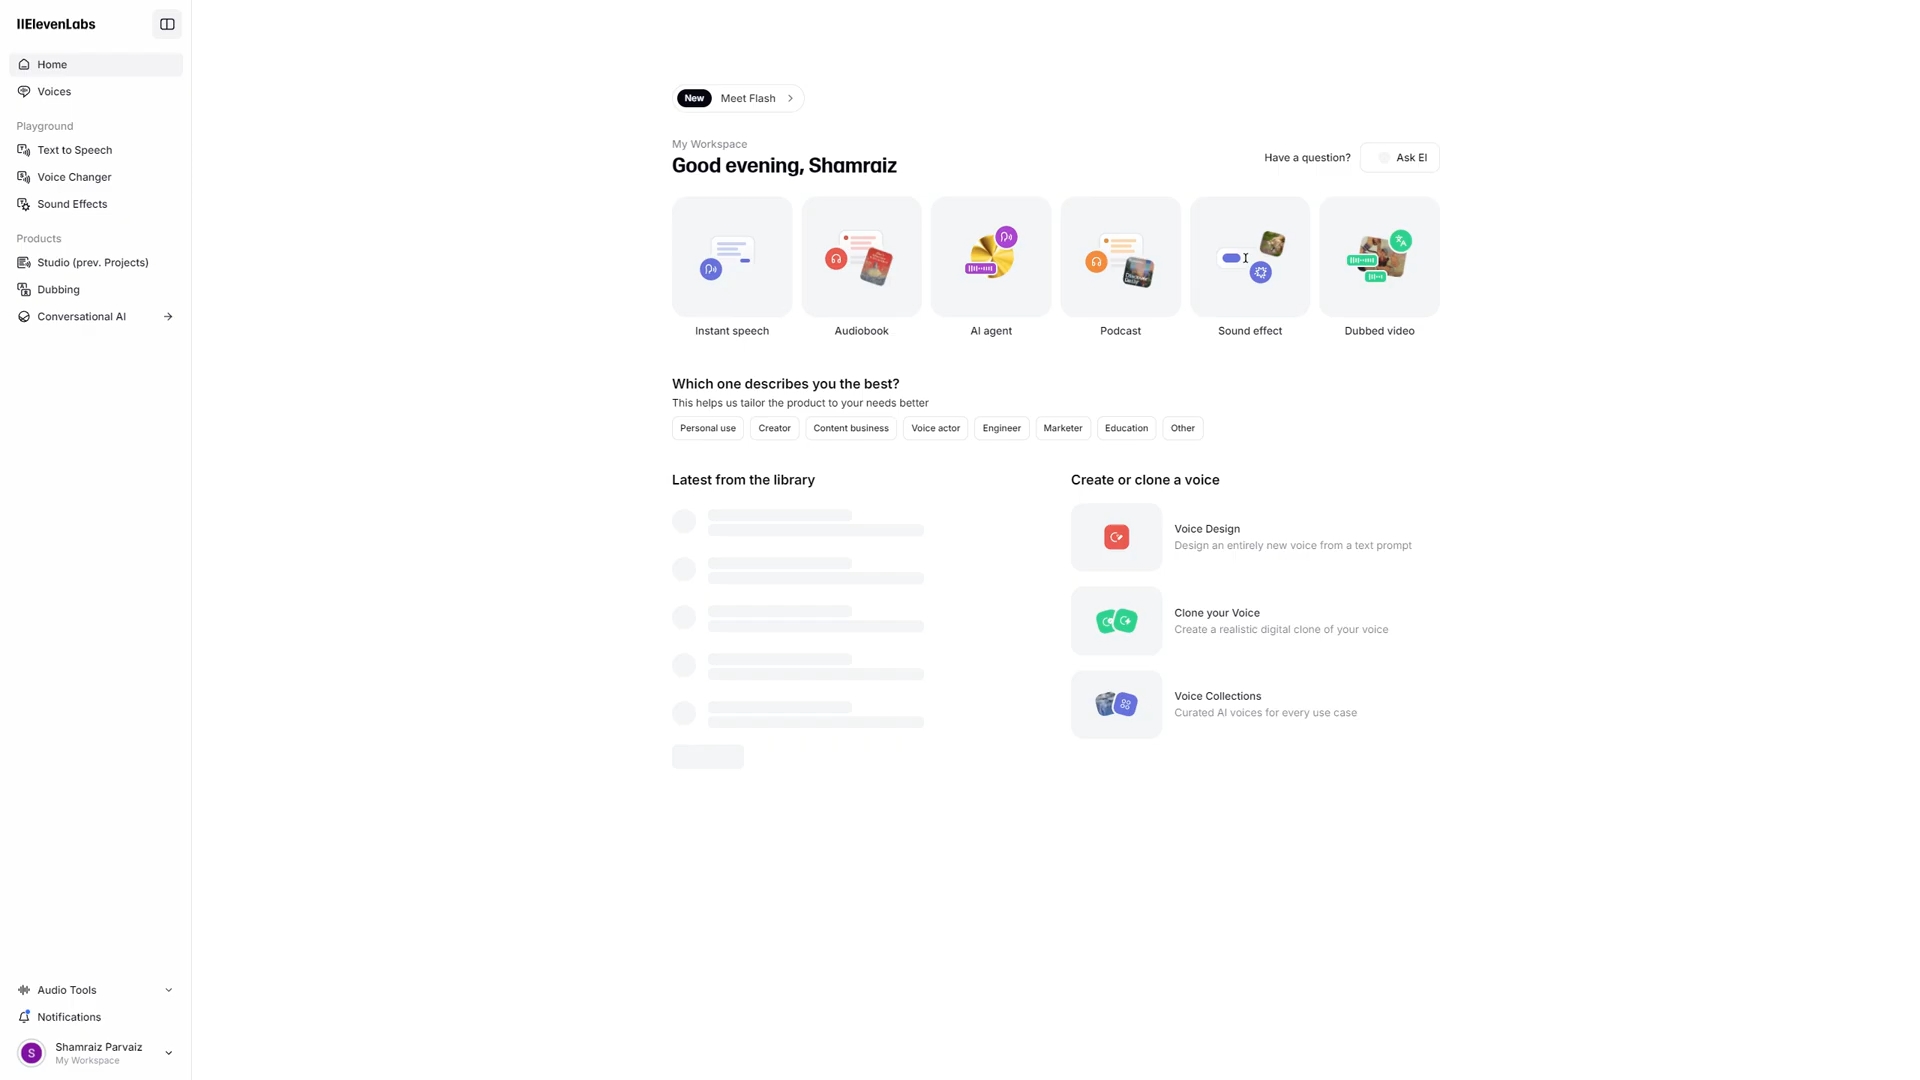 IIElevenLabs
Home
Voices
Playground
Text to Speech
Voice Changer
Sound Effects
Products
Studio (prev. Projects)
Dubbing
Conversational AI
Audio Tools
Notifications
S
Shamraiz Parvaiz
My Workspace
New Meet Flash
My Workspace
Good evening, Shamraiz
Have a question? Ask El
Instant speech
Audiobook
AI agent
Podcast
Sound effect
Dubbed video
Which one describes you the best?
This helps us tailor the product to your needs better
Personal use Creator Content business Voice actor Engineer Marketer Education Other
Latest from the library
Create or clone a voice
Voice Design
Design an entirely new voice from a text prompt
Clone your Voice
Create a realistic digital clone of your voice
Voice Collections
Curated AI voices for every use case